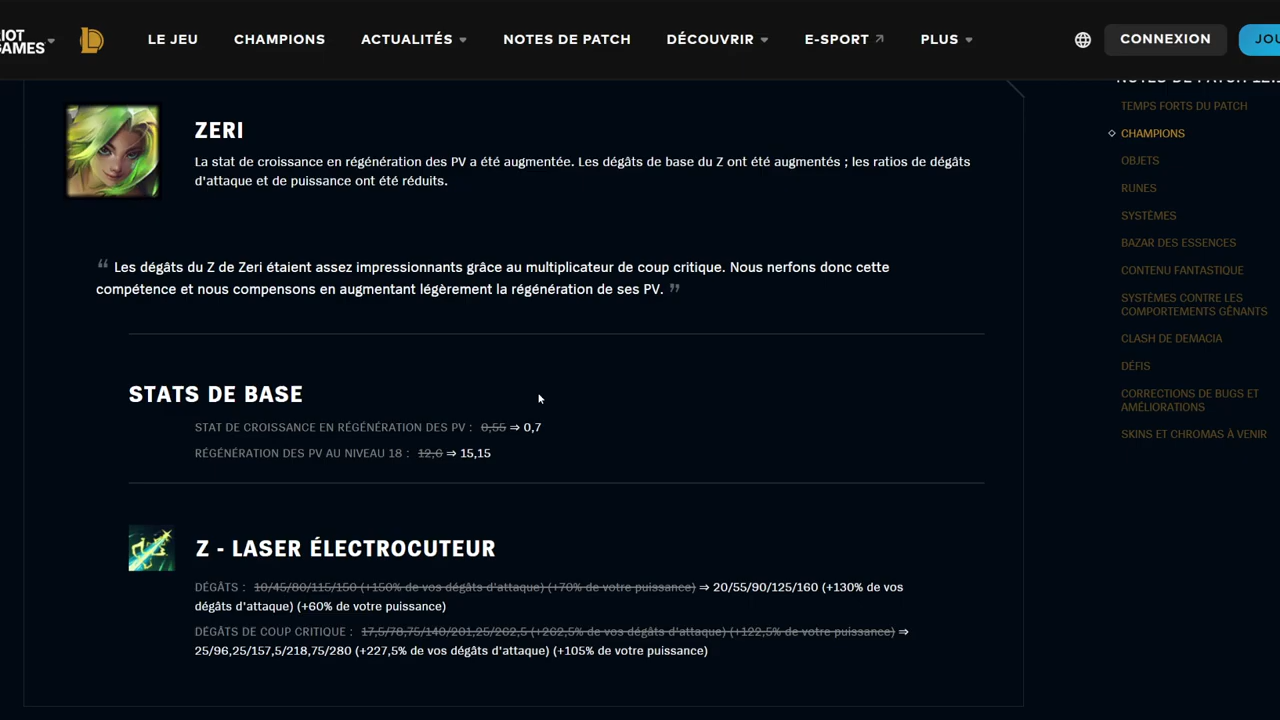 RIOT
GAMES
LE JEU CHAMPIONS ACTUALITÉS NOTES DE PATCH DÉCOUVRIR E-SPORT PLUS CONNEXION
ZERI
La stat de croissance en régénération des PV a été augmentée. Les dégâts de base du Z ont été augmentés ; les ratios de dégâts
d'attaque et de puissance ont été réduits.
“ Les dégâts du Z de Zeri étaient assez impressionnants grâce au multiplicateur de coup critique. Nous nerfons donc cette
compétence et nous compensons en augmentant légèrement la régénération de ses PV. ”
STATS DE BASE
STAT DE CROISSANCE EN RÉGÉNÉRATION DES PV : 0,55 ⇒ 0,7
RÉGÉNÉRATION DES PV AU NIVEAU 18 : 12,6 ⇒ 15,15
Z - LASER ÉLECTROCUTEUR
DÉGÂTS : 10/45/80/115/150 (+150% de vos dégâts d'attaque) (+70% de votre puissance) ⇒ 20/55/90/125/160 (+130% de vos
dégâts d'attaque) (+60% de votre puissance)
DÉGÂTS DE COUP CRITIQUE : 17,5/78,75/140/201,25/262,5 (+262,5% de vos dégâts d'attaque) (+122,5% de votre puissance) ⇒
25/96,25/157,5/218,75/280 (+227,5% de vos dégâts d'attaque) (+105% de votre puissance)
NOTES DE PATCH
TEMPS FORTS DU PATCH
CHAMPIONS
OBJETS
RUNES
SYSTÈMES
BAZAR DES ESSENCES
CONTENU FANTASTIQUE
SYSTÈMES CONTRE LES
COMPORTEMENTS GÊNANTS
CLASH DE DEMACIA
DÉFIS
CORRECTIONS DE BUGS ET
AMÉLIORATIONS
SKINS ET CHROMAS À VENIR